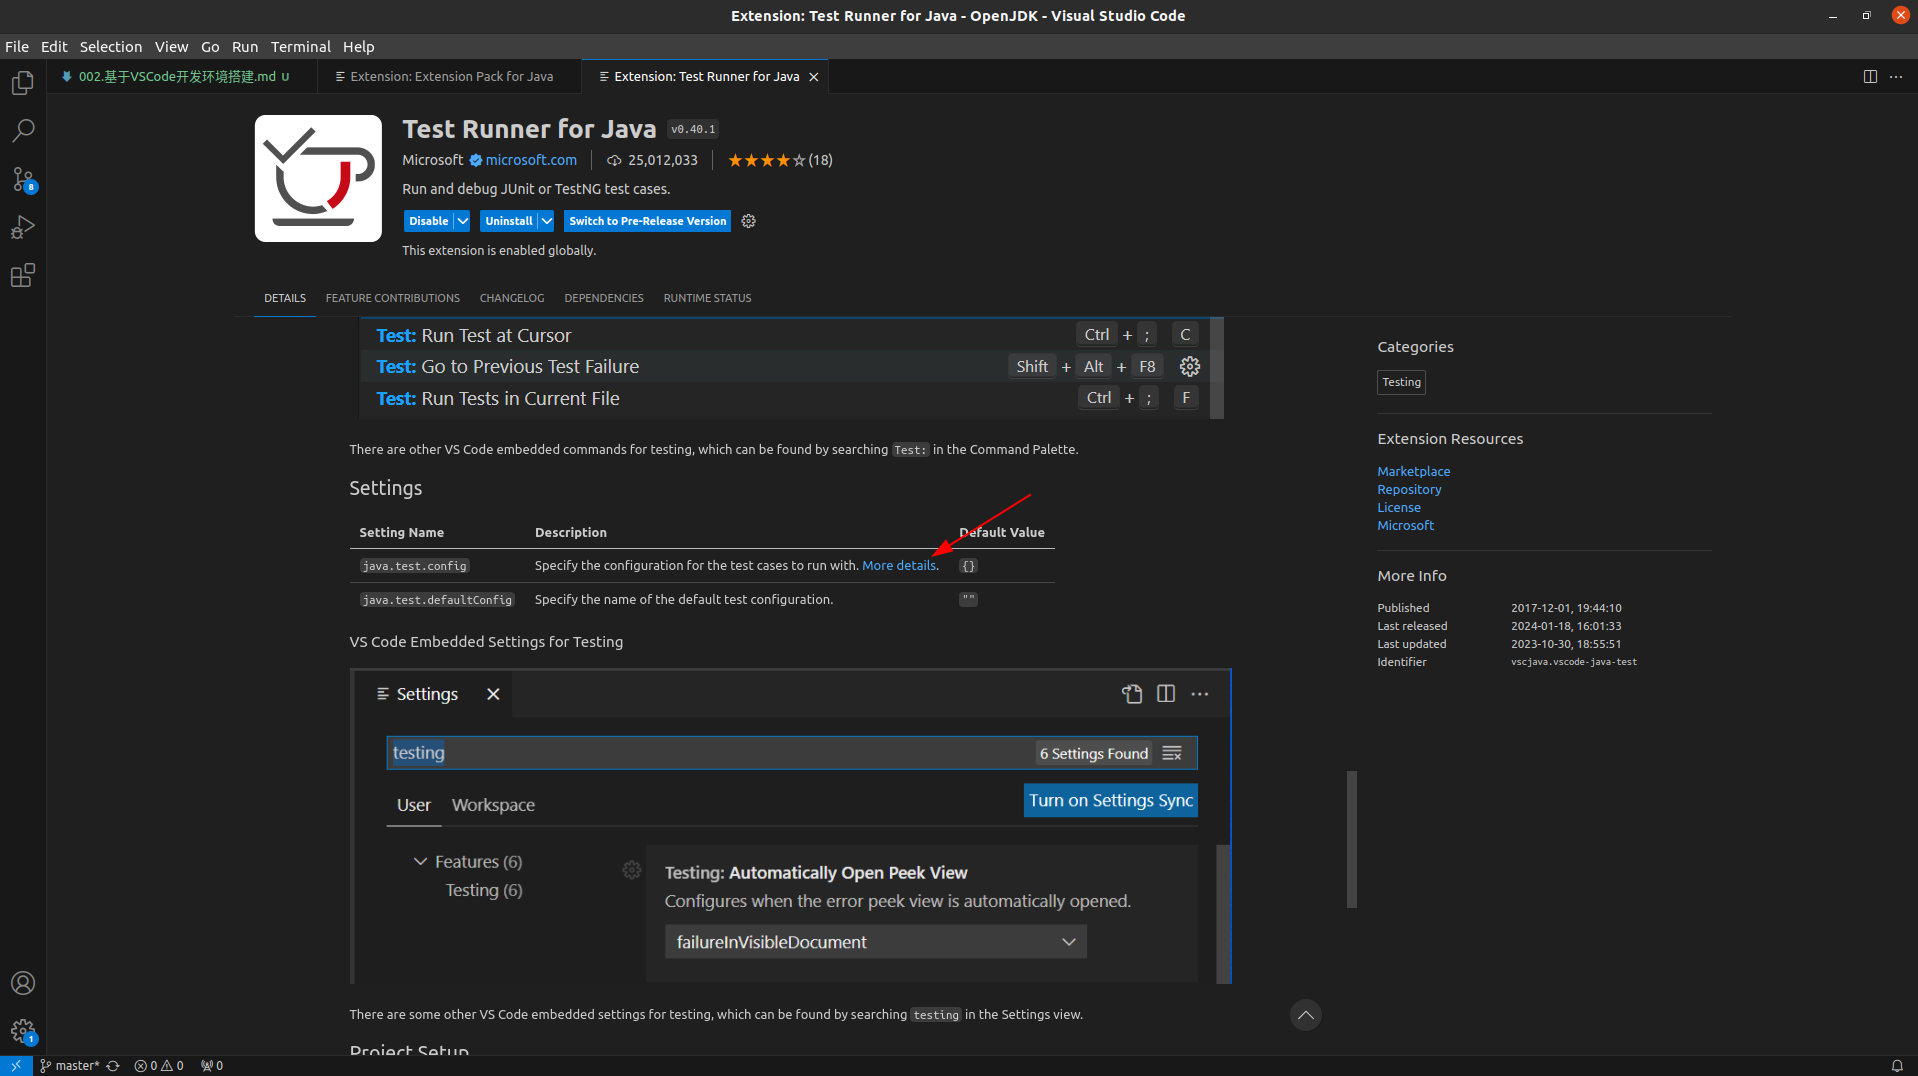 Extension: Test Runner for Java - OpenJDK - Visual Studio Code
File Edit Selection View Go Run Terminal Help
002.基于VSCode开发环境搭建.md U
Extension: Extension Pack for Java
Extension: Test Runner for Java
Test Runner for Java v0.40.1
Microsoft microsoft.com 25,012,033 (18)
Run and debug JUnit or TestNG test cases.
Disable Uninstall Switch to Pre-Release Version
This extension is enabled globally.
DETAILS FEATURE CONTRIBUTIONS CHANGELOG DEPENDENCIES RUNTIME STATUS
Test: Run Test at Cursor Ctrl + ; C
Test: Go to Previous Test Failure Shift + Alt + F8
Test: Run Tests in Current File Ctrl + ; F
There are other VS Code embedded commands for testing, which can be found by searching Test: in the Command Palette.
Settings
Setting Name Description Default Value
java.test.config Specify the configuration for the test cases to run with. More details. {}
java.test.defaultConfig Specify the name of the default test configuration. ""
VS Code Embedded Settings for Testing
Settings
testing 6 Settings Found
User Workspace Turn on Settings Sync
Features (6)
Testing (6)
Testing: Automatically Open Peek View
Configures when the error peek view is automatically opened.
failureInVisibleDocument
There are some other VS Code embedded settings for testing, which can be found by searching testing in the Settings view.
Project Setup
Categories
Testing
Extension Resources
Marketplace
Repository
License
Microsoft
More Info
Published 2017-12-01, 19:44:10
Last released 2024-01-18, 16:01:33
Last updated 2023-10-30, 18:55:51
Identifier vscjava.vscode-java-test
8
1
master* 0 0 0